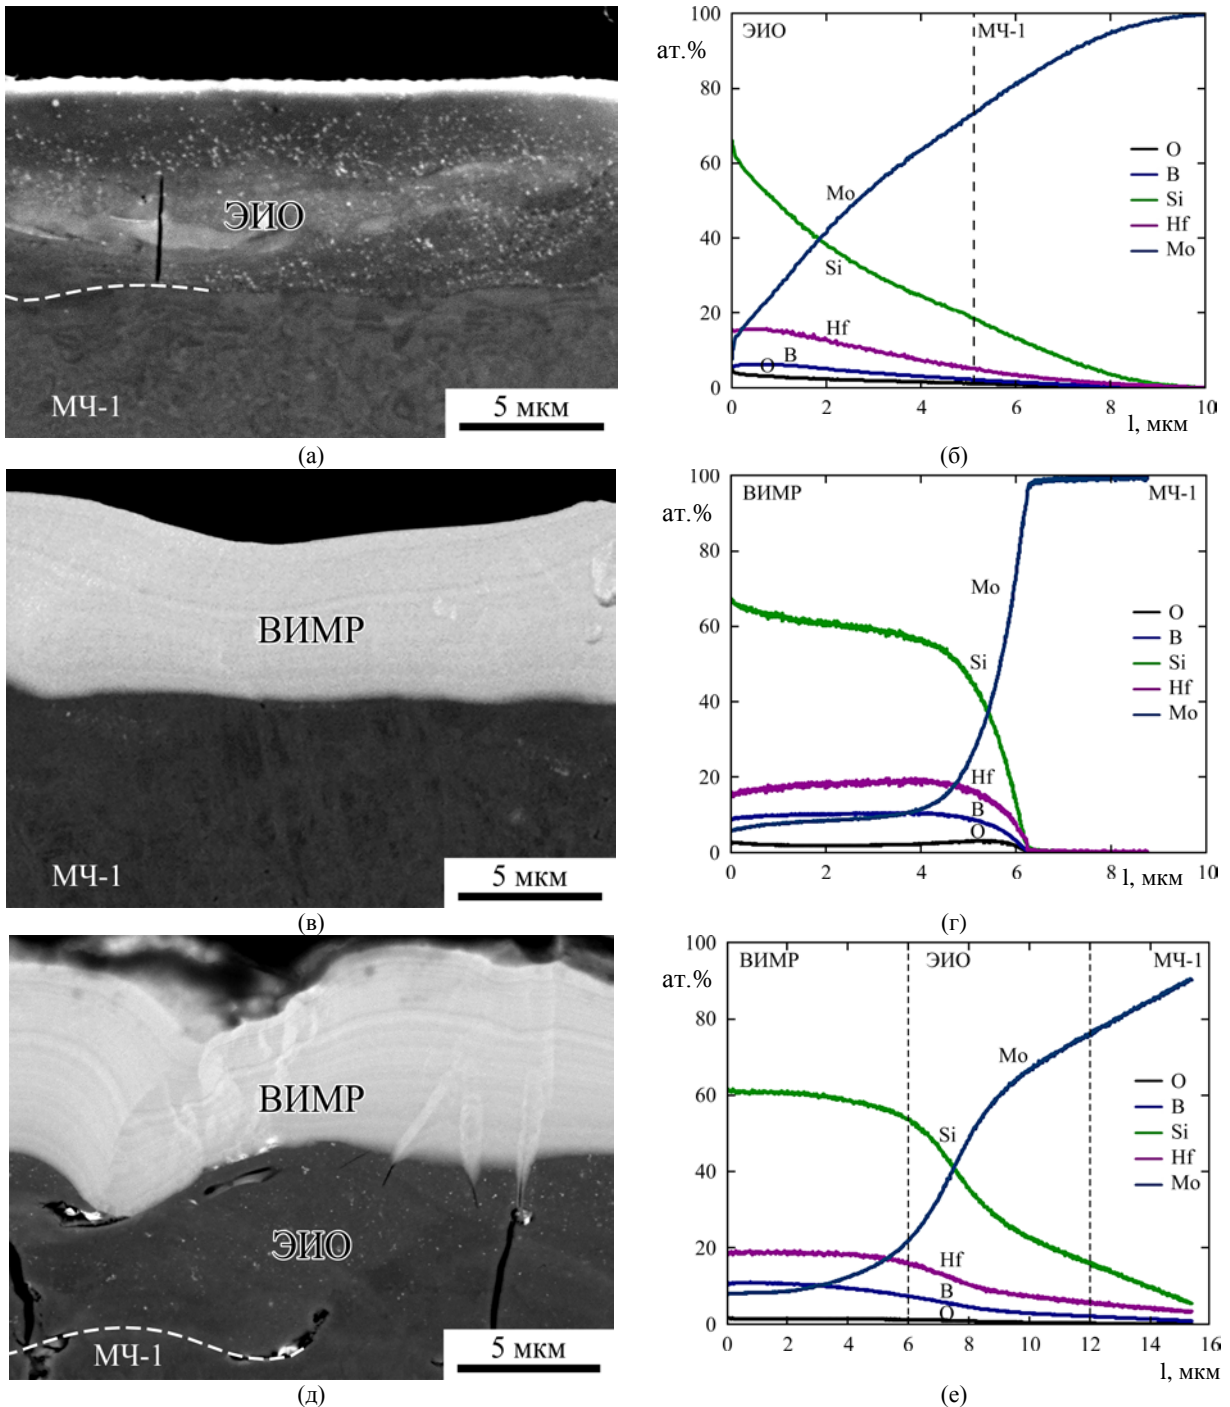 ЭИО
МЧ-1
5 мкм
(а)
ат.%
ЭИО
МЧ-1
100
80
60
40
20
0
Mo
Si
Hf
B
O
O
B
Si
Hf
Mo
0 2 4 6 8 10
l, мкм
(б)
ВИМР
МЧ-1
5 мкм
(в)
ат.%
ВИМР
МЧ-1
100
80
60
40
20
0
Mo
Si
Hf
B
O
O
B
Si
Hf
Mo
0 2 4 6 8 10
l, мкм
(г)
ВИМР
ЭИО
МЧ-1
5 мкм
(д)
ат.%
ВИМР
ЭИО
МЧ-1
100
80
60
40
20
0
Mo
Si
Hf
B
O
O
B
Si
Hf
Mo
0 2 4 6 8 10 12 14 16
l, мкм
(е)